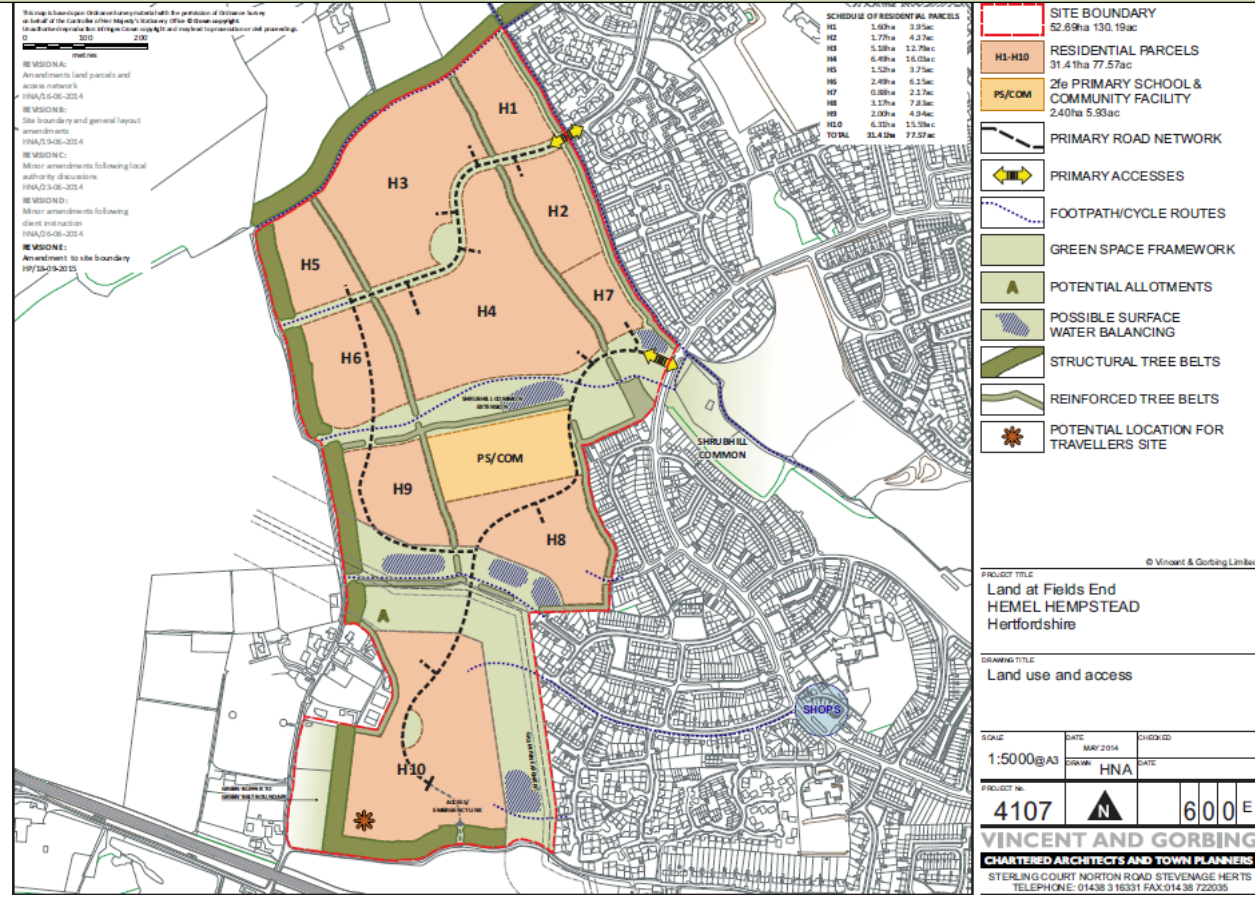 This map is based upon Ordnance Survey material with the permission of Ordnance Survey
on behalf of the Controller of Her Majesty's Stationery Office © Crown copyright.
Unauthorised reproduction infringes Crown copyright and may lead to prosecution or civil proceedings.
0 100 200
metres
REVISION A:
Amendments land parcels and
access network
HNA/16-06-2014
REVISION B:
Site boundary and general layout
amendments
HNA/19-06-2014
REVISION C:
Minor amendments following local
authority discussions
HNA/23-06-2014
REVISION D:
Minor amendments following
client instruction
HNA/26-06-2014
REVISION E:
Amendment to site boundary
HP/18-09-2015
SCHEDULE OF RESIDENTIAL PARCELS
H1 1.60ha 3.95ac
H2 1.77ha 4.37ac
H3 5.18ha 12.79ac
H4 6.49ha 16.03ac
H5 1.52ha 3.75ac
H6 2.49ha 6.15ac
H7 0.88ha 2.17ac
H8 3.17ha 7.83ac
H9 2.00ha 4.94ac
H10 6.31ha 15.59ac
TOTAL 31.41ha 77.57ac
H1
H3
H2
H5
H7
H4
H6
SHRUBHILL COMMON
EXTENSION
SHRUBHILL
COMMON
PS/COM
H9
H8
A
SHOPS
H10
GREEN BUFFER TO
GREEN BELT BOUNDARY
ACCESS/
EMERGENCY LINK
SITE BOUNDARY
52.69ha 130.19ac
H1-H10
RESIDENTIAL PARCELS
31.41ha 77.57ac
PS/COM
2fe PRIMARY SCHOOL &
COMMUNITY FACILITY
2.40ha 5.93ac
PRIMARY ROAD NETWORK
PRIMARY ACCESSES
FOOTPATH/CYCLE ROUTES
GREEN SPACE FRAMEWORK
A
POTENTIAL ALLOTMENTS
POSSIBLE SURFACE
WATER BALANCING
STRUCTURAL TREE BELTS
REINFORCED TREE BELTS
POTENTIAL LOCATION FOR
TRAVELLERS SITE
© Vincent & Gorbing Limited
PROJECT TITLE
Land at Fields End
HEMEL HEMPSTEAD
Hertfordshire
DRAWING TITLE
Land use and access
SCALE
1:5000@A3
DATE
MAY 2014
CHECKED
DRAWN
HNA
DATE
PROJECT No.
4107
N
600 E
VINCENT AND GORBING
CHARTERED ARCHITECTS AND TOWN PLANNERS
STERLING COURT NORTON ROAD STEVENAGE HERTS
TELEPHONE: 01438 316331 FAX:01438 722035